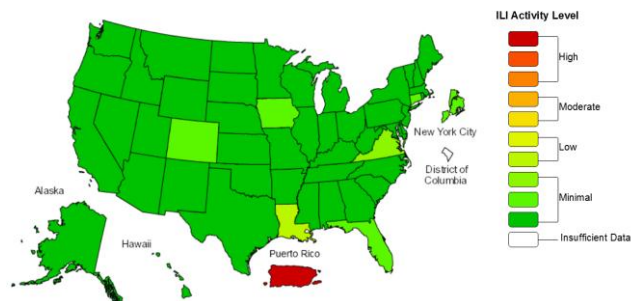 ILI Activity Level
High
Moderate
Low
Minimal
Insufficient Data
New York City
District of
Columbia
Alaska
Hawaii
Puerto Rico